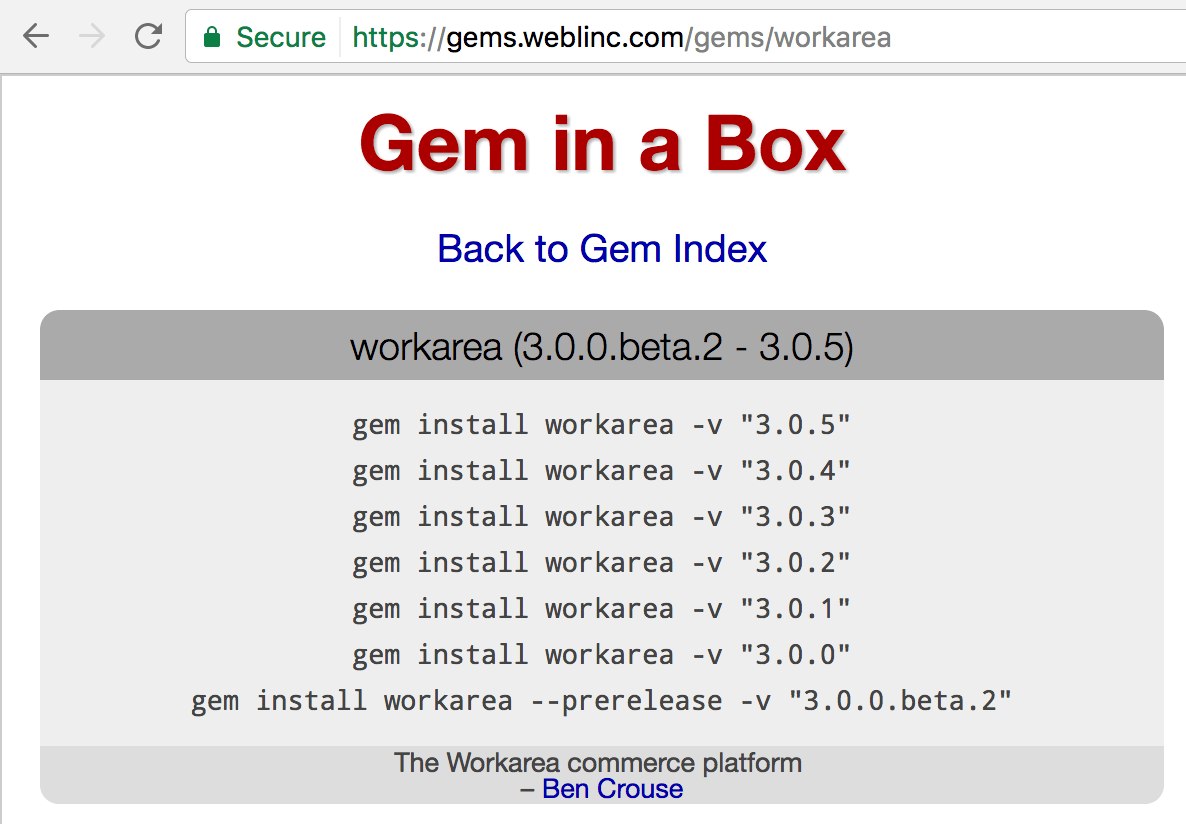 Secure https://gems.weblinc.com/gems/workarea
Gem in a Box
Back to Gem Index
workarea (3.0.0.beta.2 - 3.0.5)
gem install workarea -v "3.0.5"
gem install workarea -v "3.0.4"
gem install workarea -v "3.0.3"
gem install workarea -v "3.0.2"
gem install workarea -v "3.0.1"
gem install workarea -v "3.0.0"
gem install workarea --prerelease -v "3.0.0.beta.2"
The Workarea commerce platform
– Ben Crouse